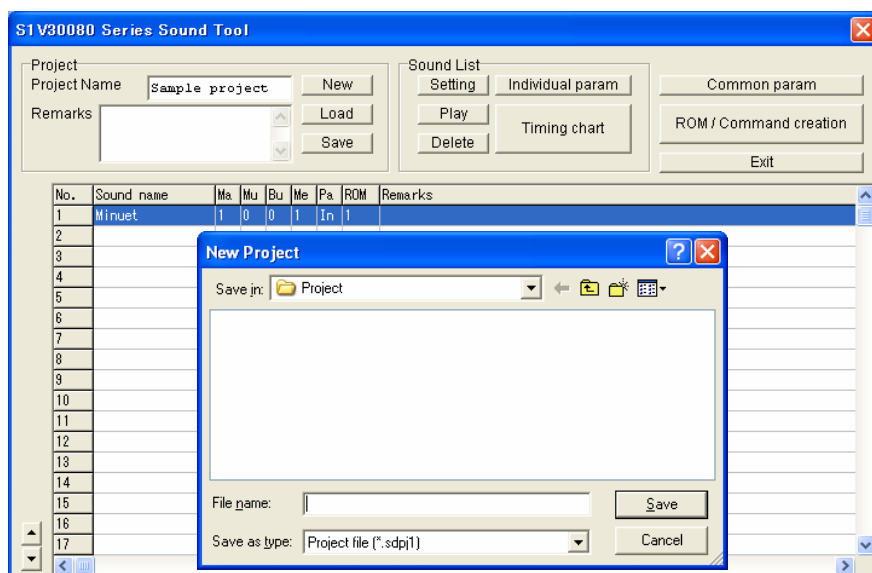 S1V30080 Series Sound Tool
Project
Project Name Sample project New
Remarks Load
Save
Sound List
Setting Individual param
Play Timing chart
Delete
Common param
ROM / Command creation
Exit
No. Sound name Ma Mu Bu Me Pa ROM Remarks
1 Minuet 1 0 0 1 In 1
2
3
4
5
6
7
8
9
10
11
12
13
14
15
16
17
New Project
Save in: Project
File name: Save
Save as type: Project file (*.sdpj1) Cancel